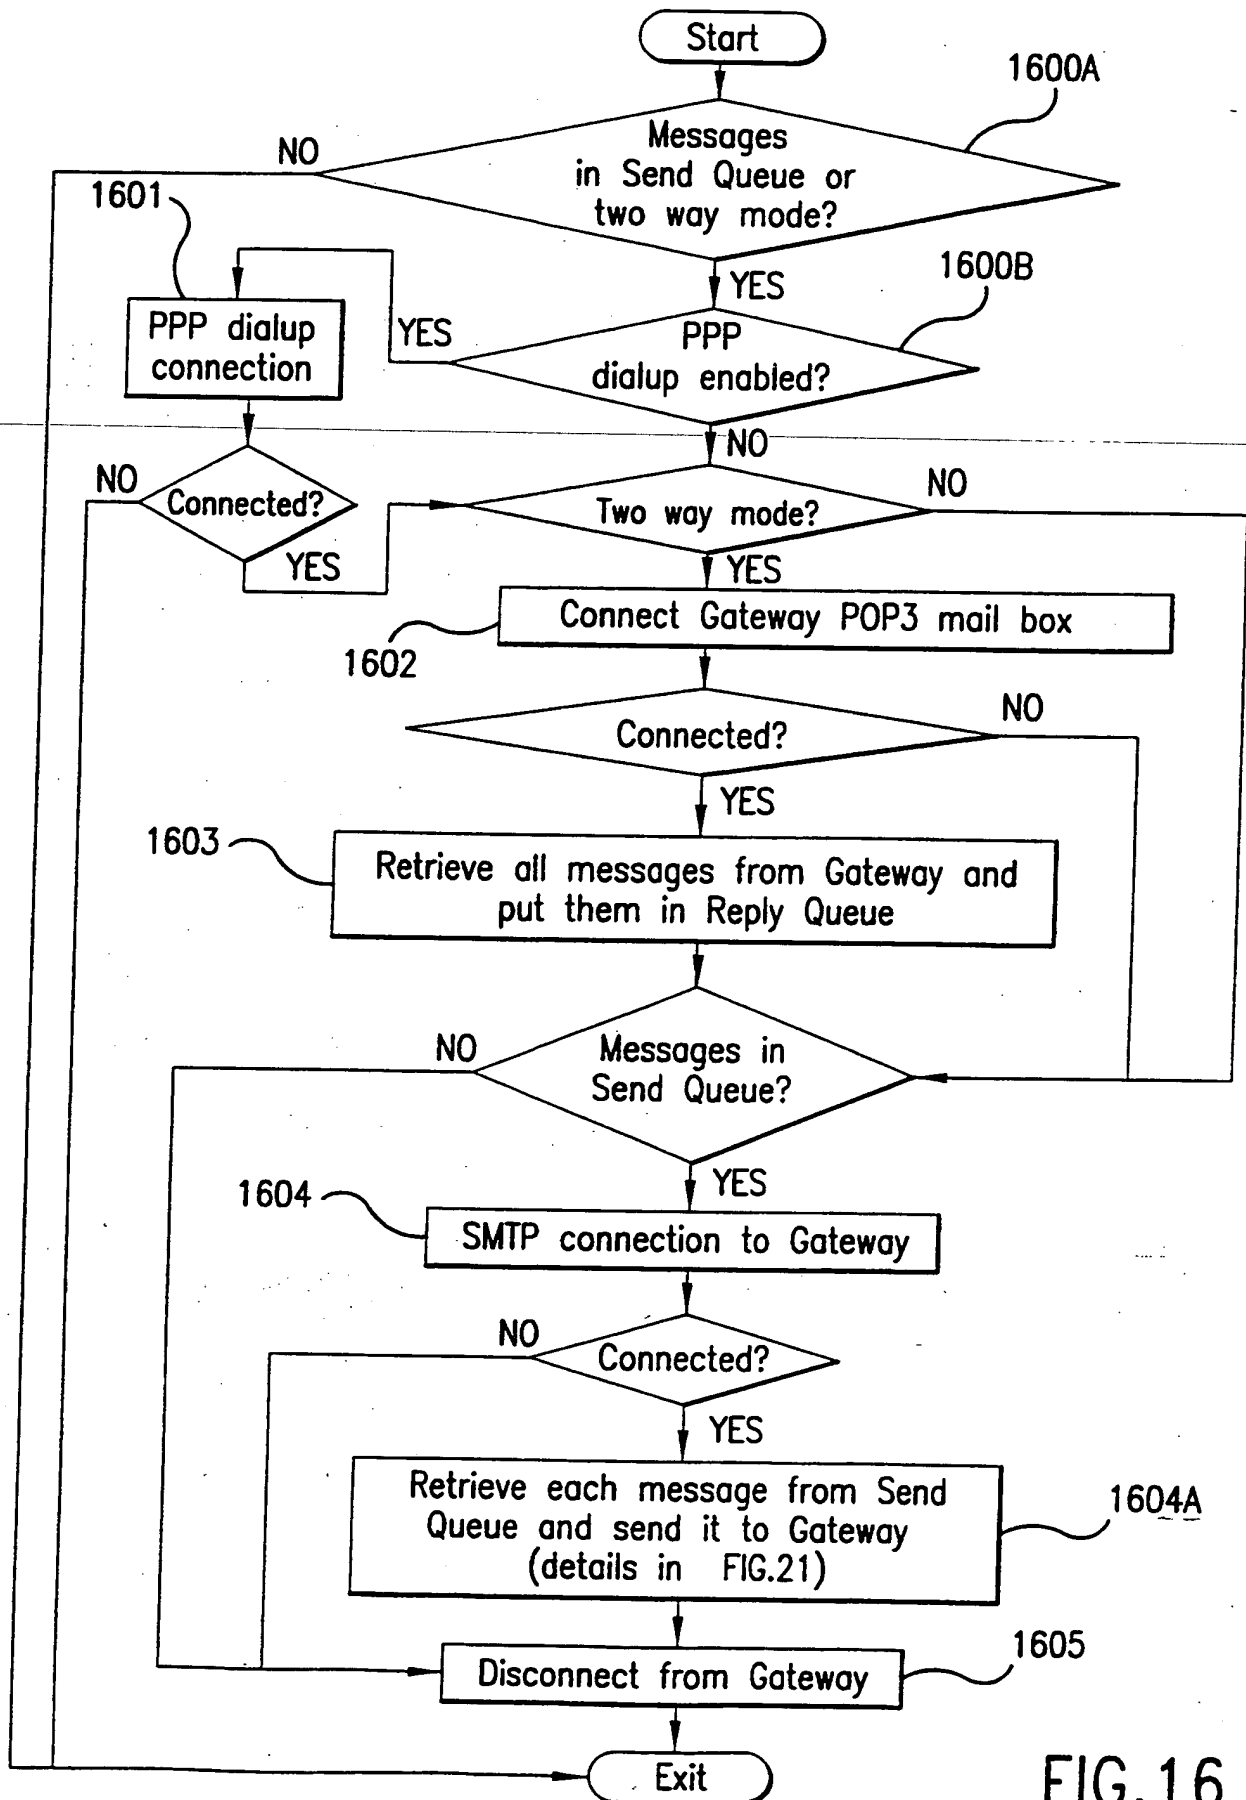 Start
1600A
Messages
in Send Queue or
two way mode?
NO
1601
YES
1600B
PPP dialup
connection
YES
PPP
dialup enabled?
NO
NO
Connected?
YES
Two way mode?
NO
YES
Connect Gateway POP3 mail box
1602
Connected?
NO
YES
1603
Retrieve all messages from Gateway and
put them in Reply Queue
NO
Messages in
Send Queue?
YES
1604
SMTP connection to Gateway
NO
Connected?
YES
Retrieve each message from Send
Queue and send it to Gateway
(details in FIG.21)
1604A
1605
Disconnect from Gateway
Exit
FIG.16